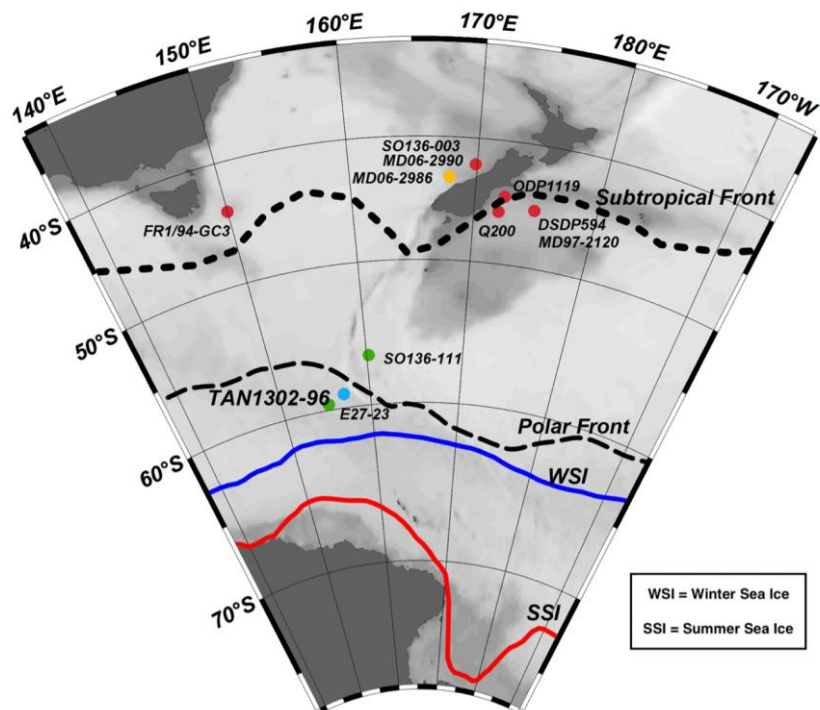 140°E
150°E
160°E
170°E
180°E
170°W
40°S
50°S
60°S
70°S
SO136-003
MD06-2990
MD06-2986
ODP1119
Subtropical Front
FR1/94-GC3
Q200
DSDP594
MD97-2120
SO136-111
TAN1302-96
E27-23
Polar Front
WSI
SSI
WSI = Winter Sea Ice
SSI = Summer Sea Ice